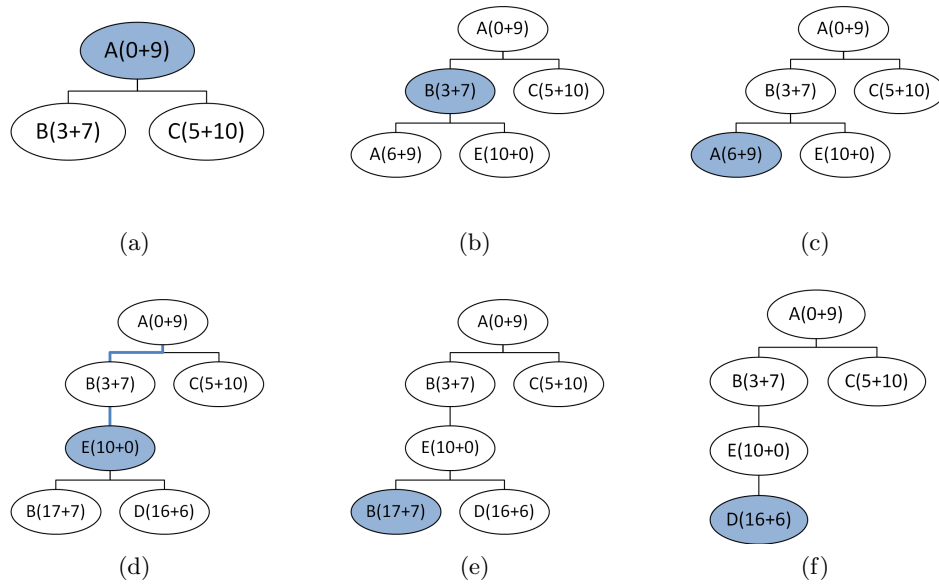 A(0+9)
B(3+7)
C(5+10)
(a)
A(0+9)
B(3+7)
C(5+10)
A(6+9)
E(10+0)
(b)
A(0+9)
B(3+7)
C(5+10)
A(6+9)
E(10+0)
(c)
A(0+9)
B(3+7)
C(5+10)
E(10+0)
B(17+7)
D(16+6)
(d)
A(0+9)
B(3+7)
C(5+10)
E(10+0)
B(17+7)
D(16+6)
(e)
A(0+9)
B(3+7)
C(5+10)
E(10+0)
D(16+6)
(f)